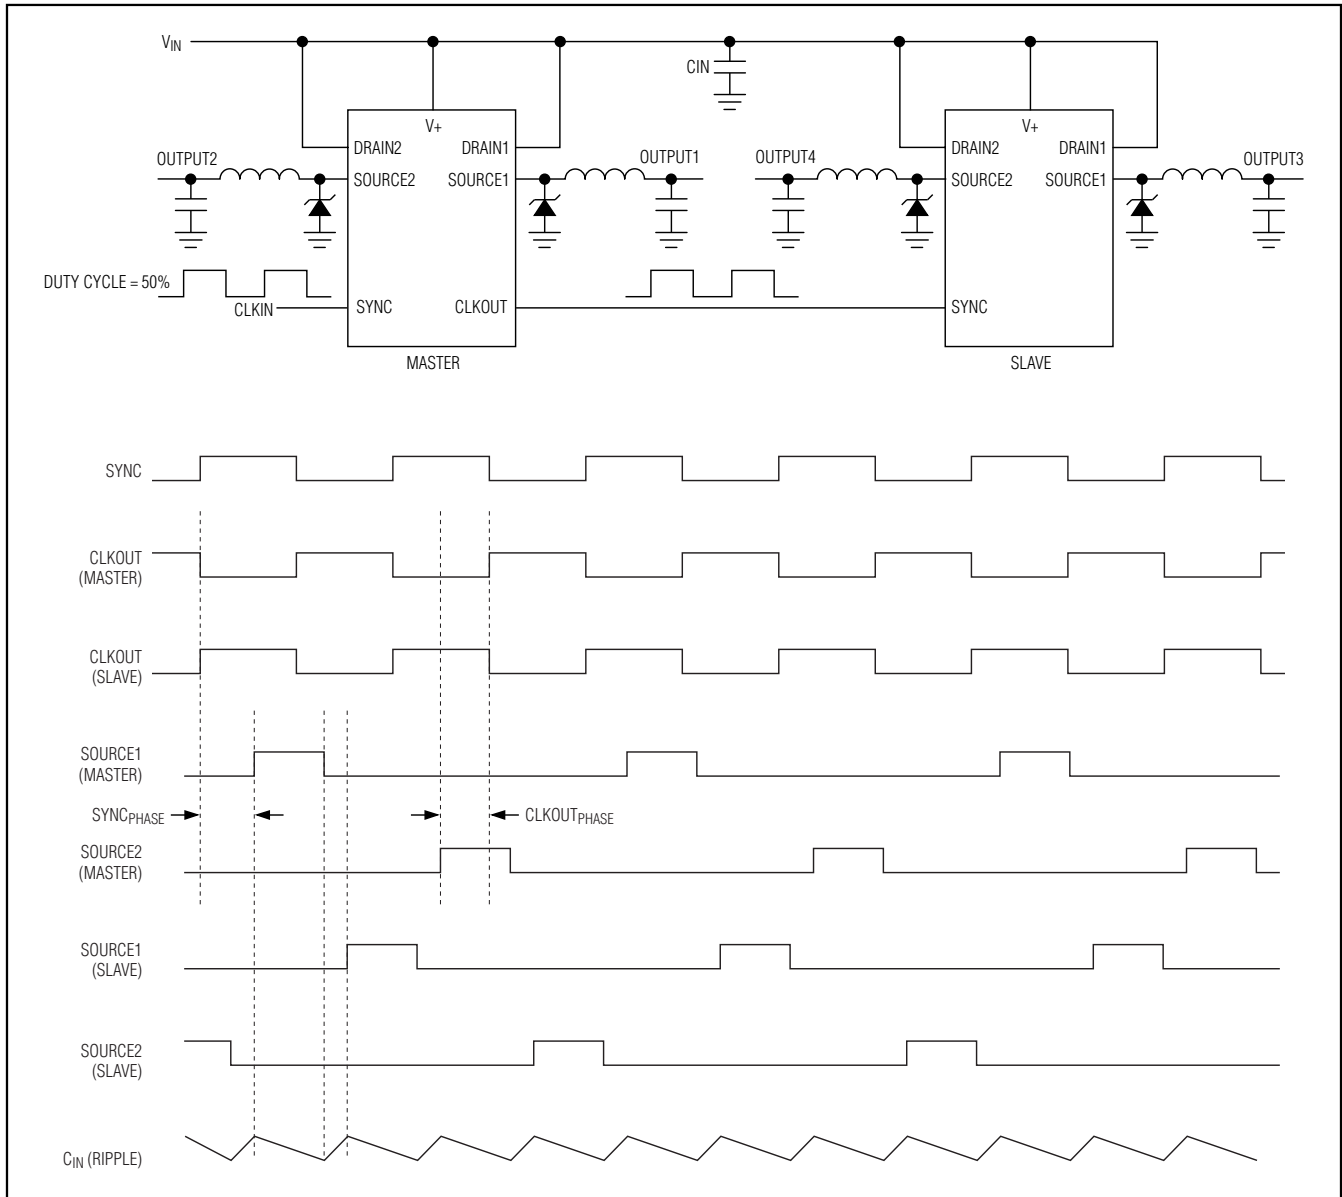 V_IN
CIN
V+
V+
DRAIN2
DRAIN1
DRAIN2
DRAIN1
OUTPUT2
OUTPUT1
OUTPUT4
OUTPUT3
SOURCE2
SOURCE1
SOURCE2
SOURCE1
DUTY CYCLE = 50%
CLKIN
SYNC
CLKOUT
SYNC
MASTER
SLAVE
SYNC
CLKOUT
(MASTER)
CLKOUT
(SLAVE)
SOURCE1
(MASTER)
SYNC_PHASE
CLKOUT_PHASE
SOURCE2
(MASTER)
SOURCE1
(SLAVE)
SOURCE2
(SLAVE)
C_IN (RIPPLE)